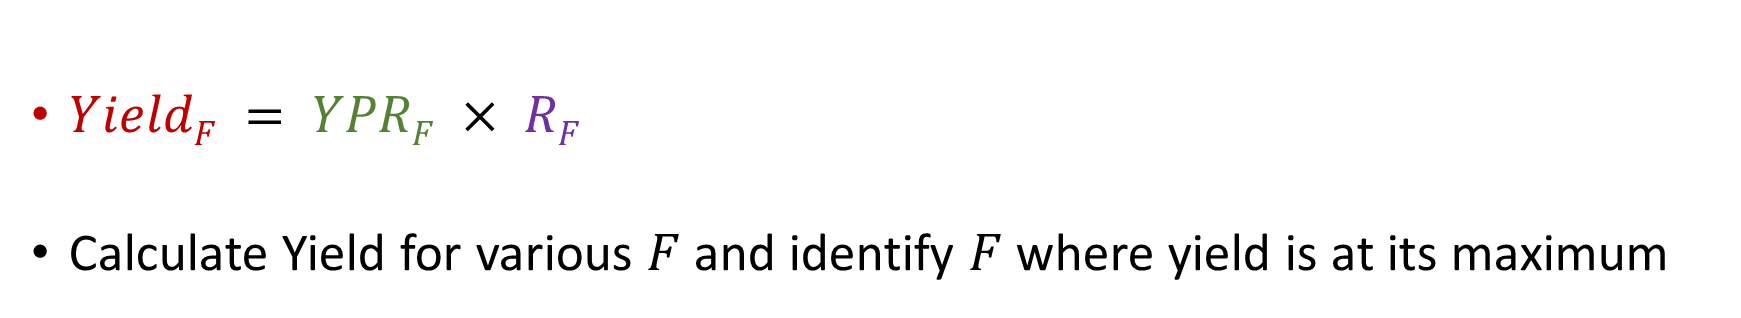 • Yield_F = YPR_F × R_F
• Calculate Yield for various F and identify F where yield is at its maximum